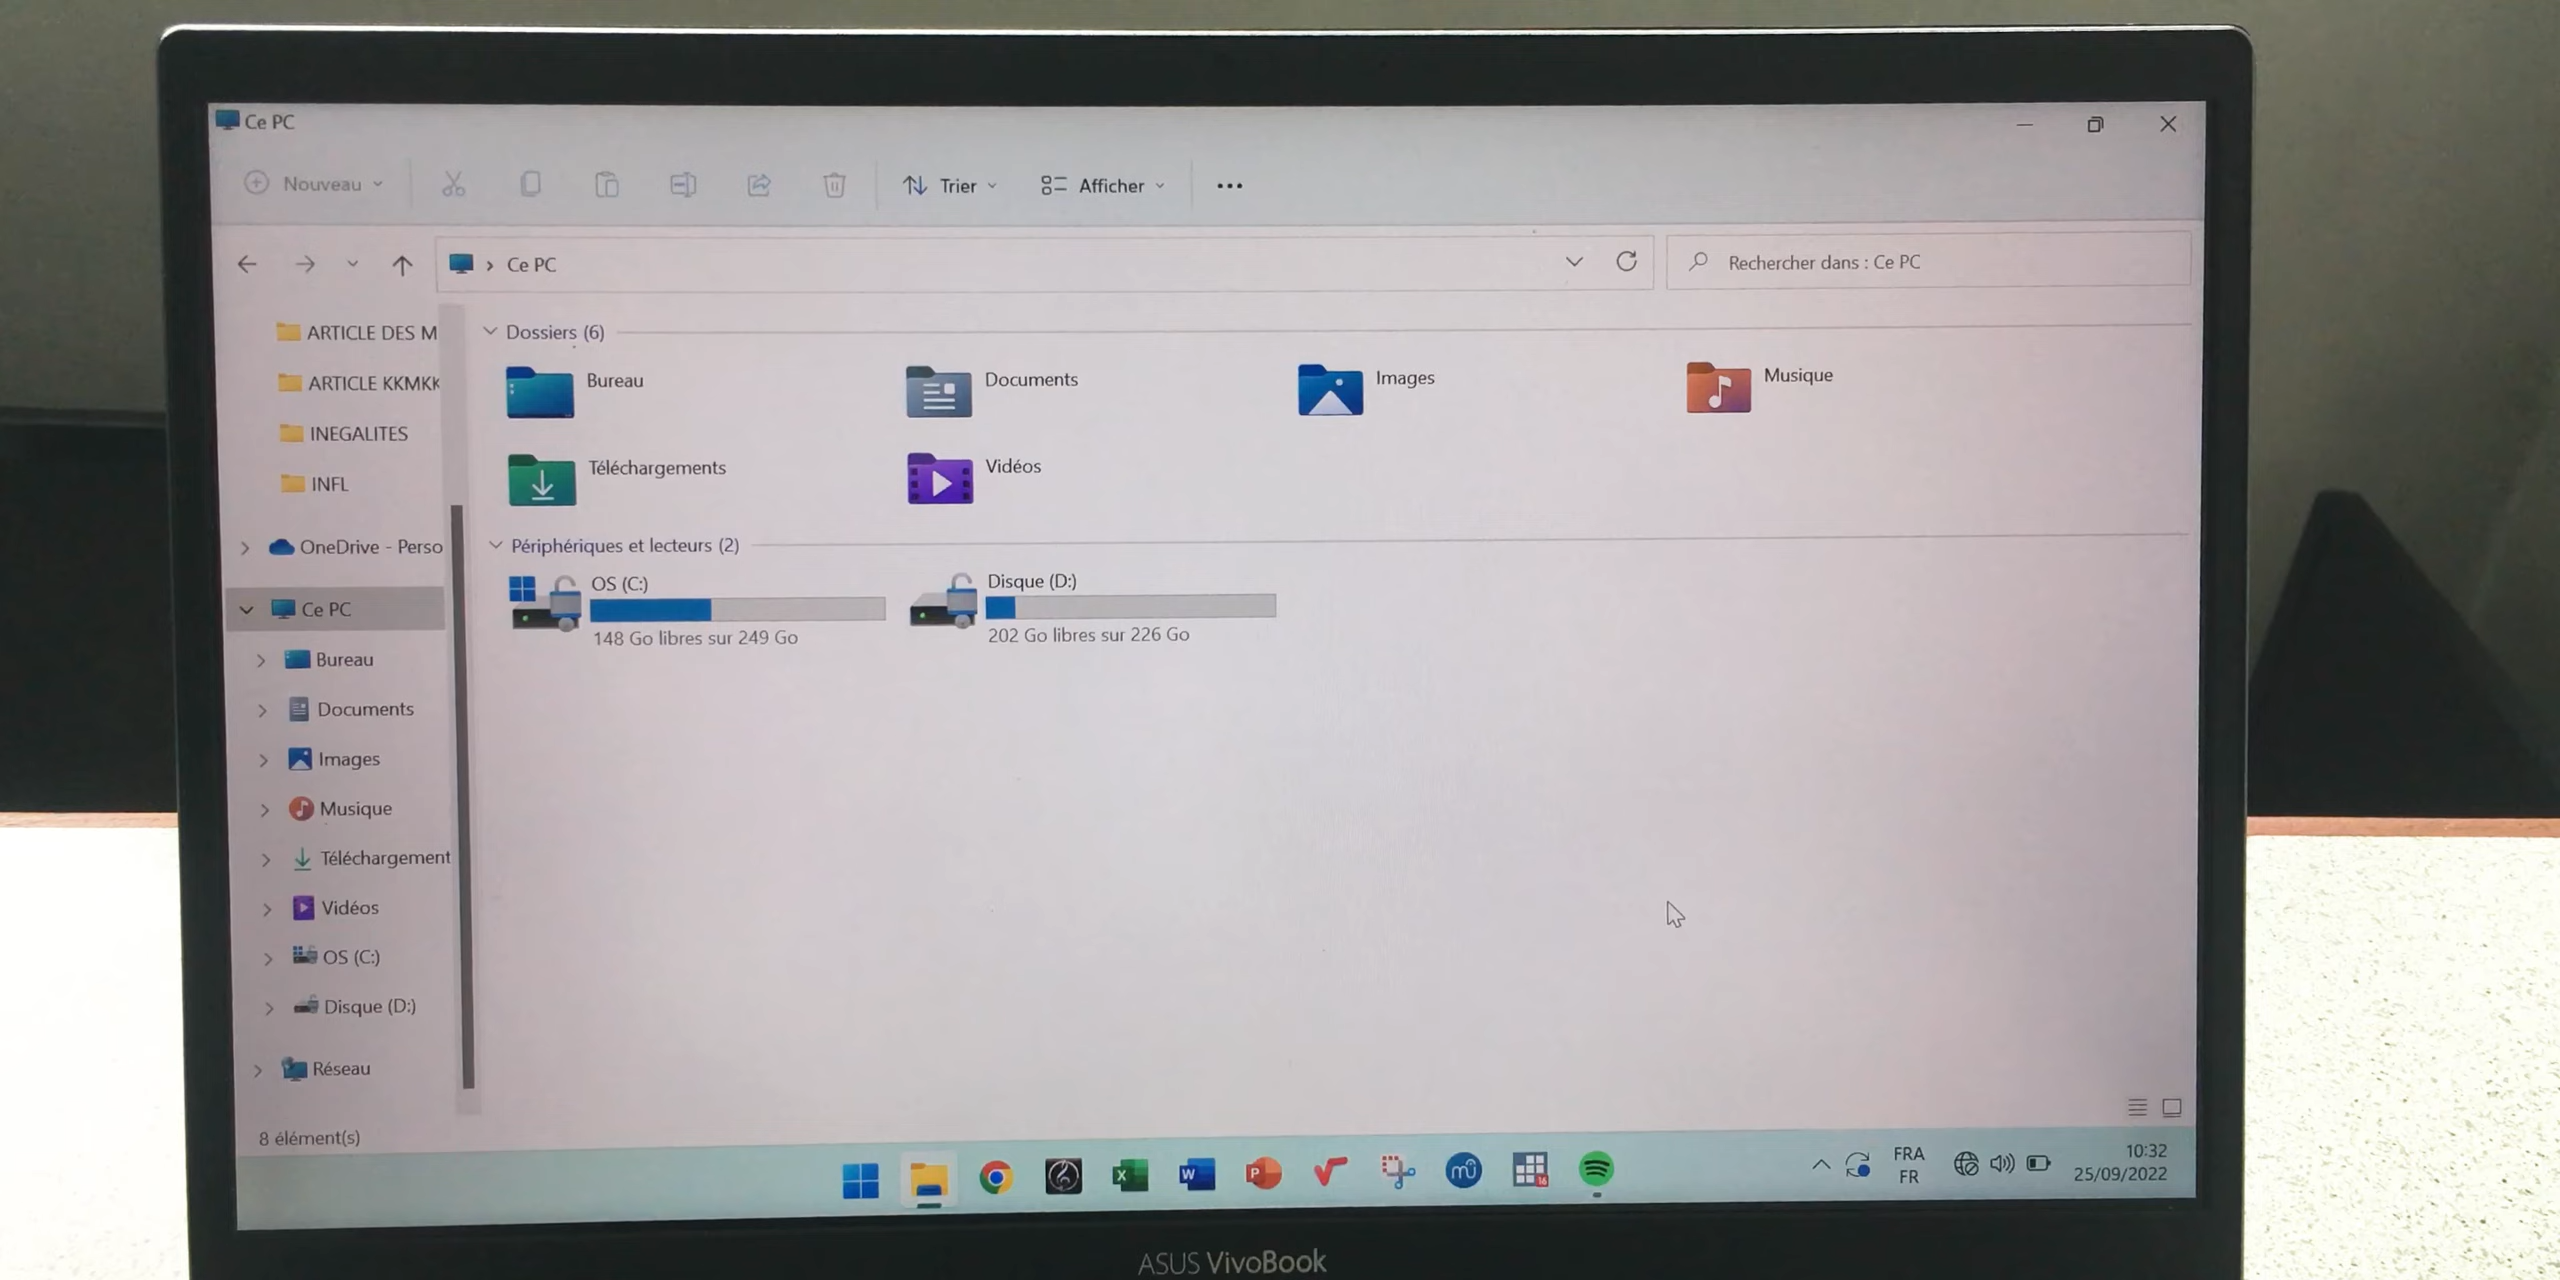 Ce PC
Nouveau
Trier
Afficher
Ce PC
Rechercher dans : Ce PC
ARTICLE DES M
ARTICLE KKMKK
INEGALITES
INFL
OneDrive - Perso
Ce PC
Bureau
Documents
Images
Musique
Téléchargement
Vidéos
OS (C:)
Disque (D:)
Réseau
Dossiers (6)
Bureau
Documents
Images
Musique
Téléchargements
Vidéos
Périphériques et lecteurs (2)
OS (C:)
148 Go libres sur 249 Go
Disque (D:)
202 Go libres sur 226 Go
8 élément(s)
X
W
P
mü
16
FRA
FR
10:32
25/09/2022
ASUS VivoBook